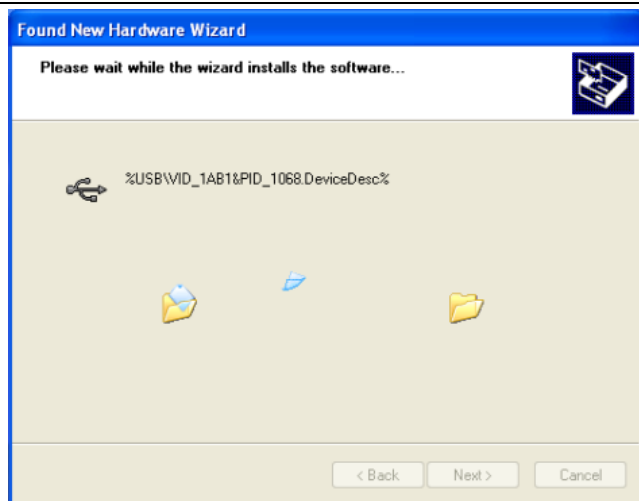 Found New Hardware Wizard
Please wait while the wizard installs the software...
%USB\VID_1AB1&PID_1068.DeviceDesc%
< Back
Next >
Cancel